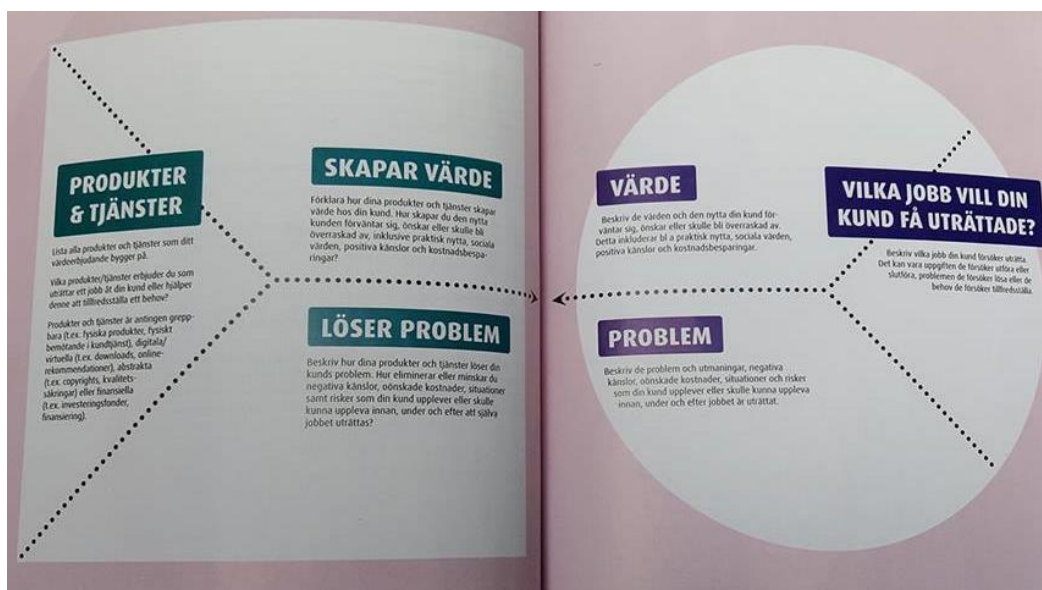 PRODUKTER
& TJÄNSTER
Lista alla produkter och tjänster som ditt
värdeerbjudande bygger på.
Vilka produkter/tjänster erbjuder du som
uträttar ett jobb åt din kund eller hjälper
denne att tillfredsställa ett behov?
Produkter och tjänster är antingen grepp-
bara (t.ex. fysiska produkter, fysiskt
bemötande i kundtjänst), digitala/
virtuella (t.ex. downloads, online-
rekommendationer), abstrakta
(t.ex. copyrights, kvalitets-
säkringar) eller finansiella
(t.ex. investeringsfonder,
finansiering).
SKAPAR VÄRDE
Förklara hur dina produkter och tjänster skapar
värde hos din kund. Hur skapar du den nytta
kunden förväntar sig, önskar eller skulle bli
överraskad av, inklusive praktisk nytta, sociala
värden, positiva känslor och kostnadsbespa-
ringar?
LÖSER PROBLEM
Beskriv hur dina produkter och tjänster löser din
kunds problem. Hur eliminerar eller minskar du
negativa känslor, oönskade kostnader, situationer
samt risker som din kund upplever eller skulle
kunna uppleva innan, under och efter att själva
jobbet uträttas?
VÄRDE
Beskriv de värden och den nytta din kund för-
väntar sig, önskar eller skulle bli överraskad av.
Detta inkluderar bl a praktisk nytta, sociala värden,
positiva känslor och kostnadsbesparingar.
PROBLEM
Beskriv de problem och utmaningar, negativa
känslor, oönskade kostnader, situationer och risker
som din kund upplever eller skulle kunna uppleva
innan, under och efter jobbet är uträttat.
VILKA JOBB VILL DIN
KUND FÅ UTRÄTTADE?
Beskriv vilka jobb din kund försöker uträtta.
Det kan vara uppgiften de försöker utföra eller
slutföra, problemen de försöker lösa eller de
behov de försöker tillfredsställa.